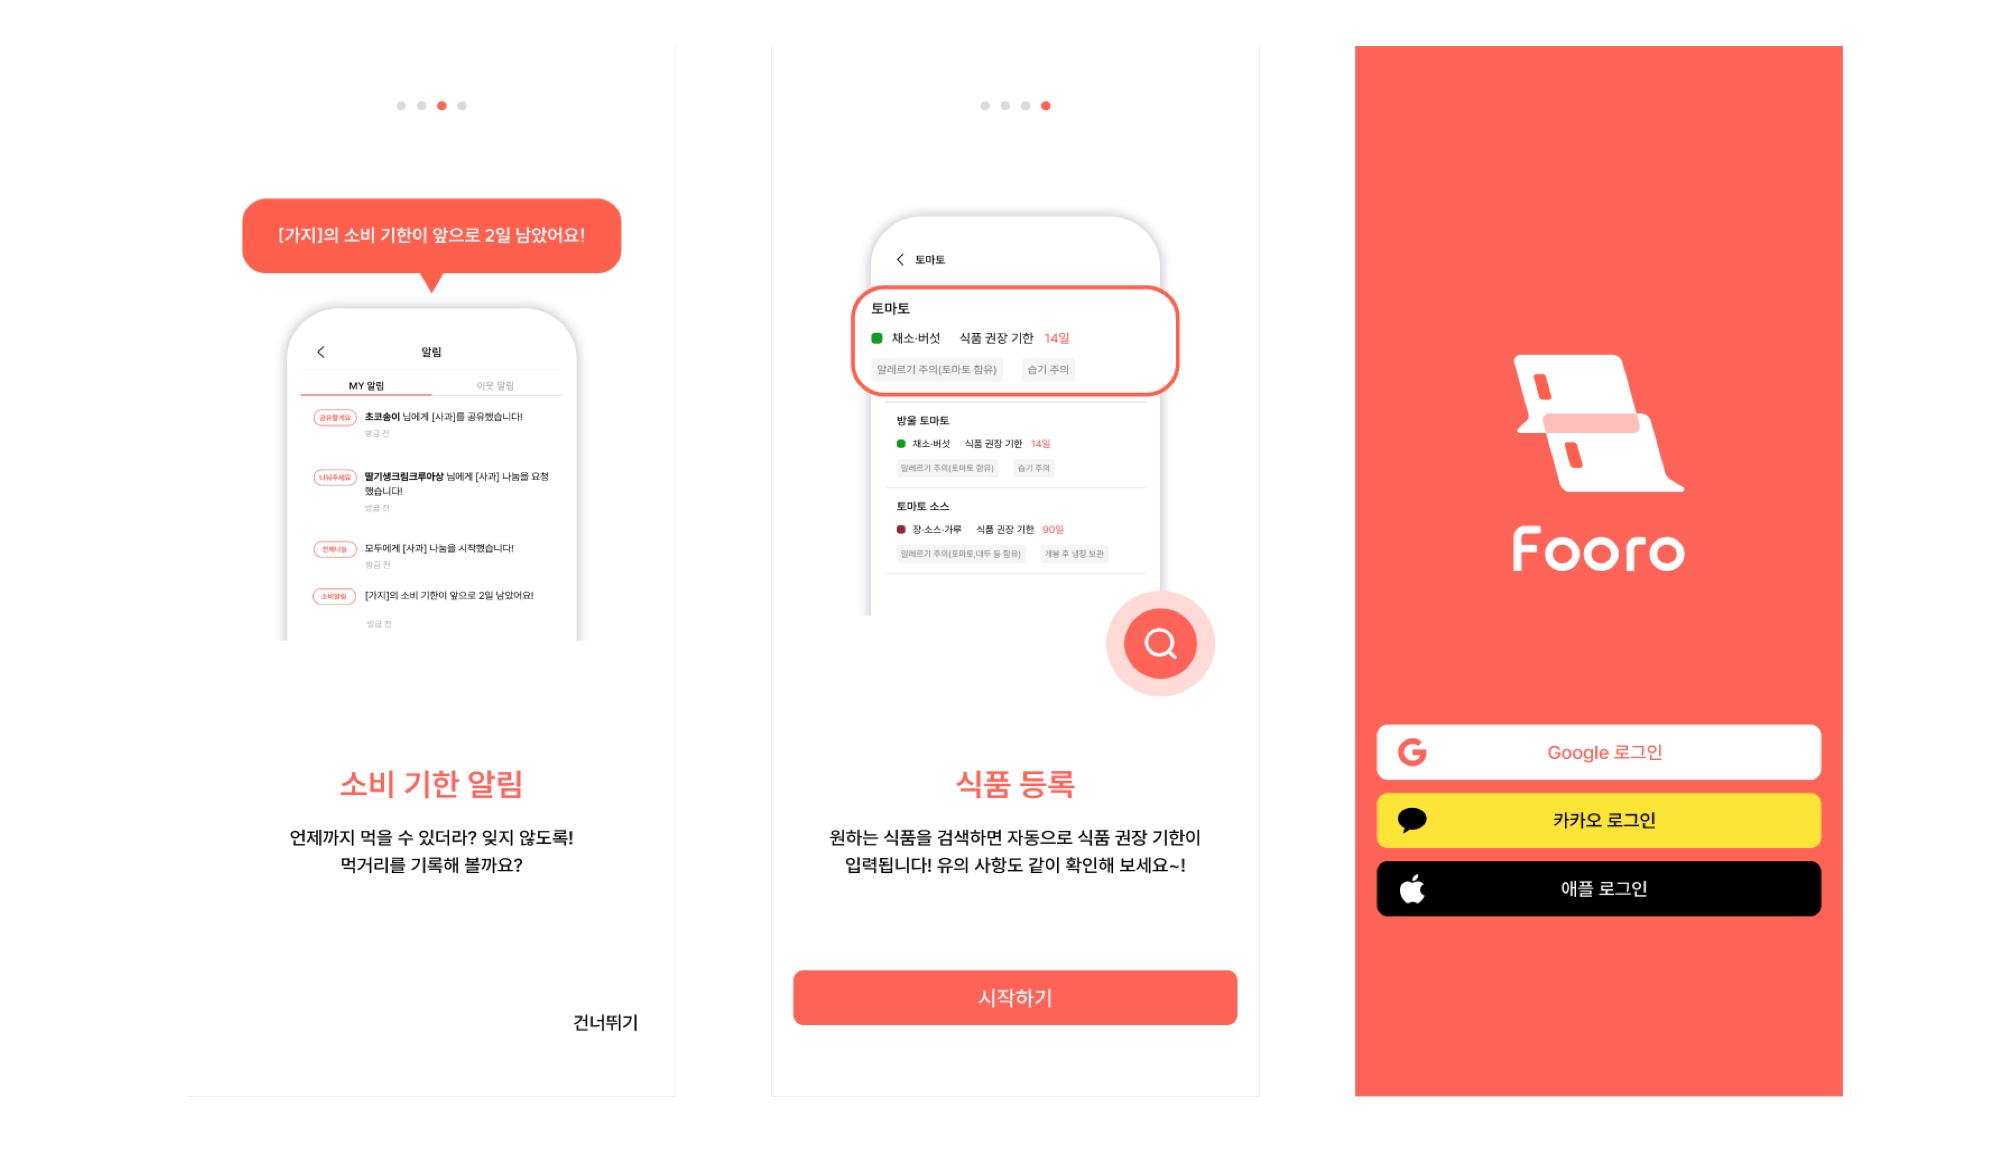 [가지]의 소비 기한이 앞으로 2일 남았어요!
알림
MY 알림
이웃 알림
공유할게요
초코송이 님에게 [사과]를 공유했습니다!
방금 전
나눠주세요
딸기생크림크루아상 님에게 [사과] 나눔을 요청
했습니다!
방금 전
전체나눔
모두에게 [사과] 나눔을 시작했습니다!
방금 전
소비알림
[가지]의 소비 기한이 앞으로 2일 남았어요!
방금 전
소비 기한 알림
언제까지 먹을 수 있더라? 잊지 않도록!
먹거리를 기록해 볼까요?
건너뛰기
토마토
토마토
채소·버섯 식품 권장 기한 14일
알레르기 주의(토마토 함유) 습기 주의
방울 토마토
채소·버섯 식품 권장 기한 14일
알레르기 주의(토마토 함유) 습기 주의
토마토 소스
장·소스·가루 식품 권장 기한 90일
알레르기 주의(토마토,대두 등 함유) 개봉 후 냉장 보관
식품 등록
원하는 식품을 검색하면 자동으로 식품 권장 기한이
입력됩니다! 유의 사항도 같이 확인해 보세요~!
시작하기
Fooro
Google 로그인
카카오 로그인
애플 로그인